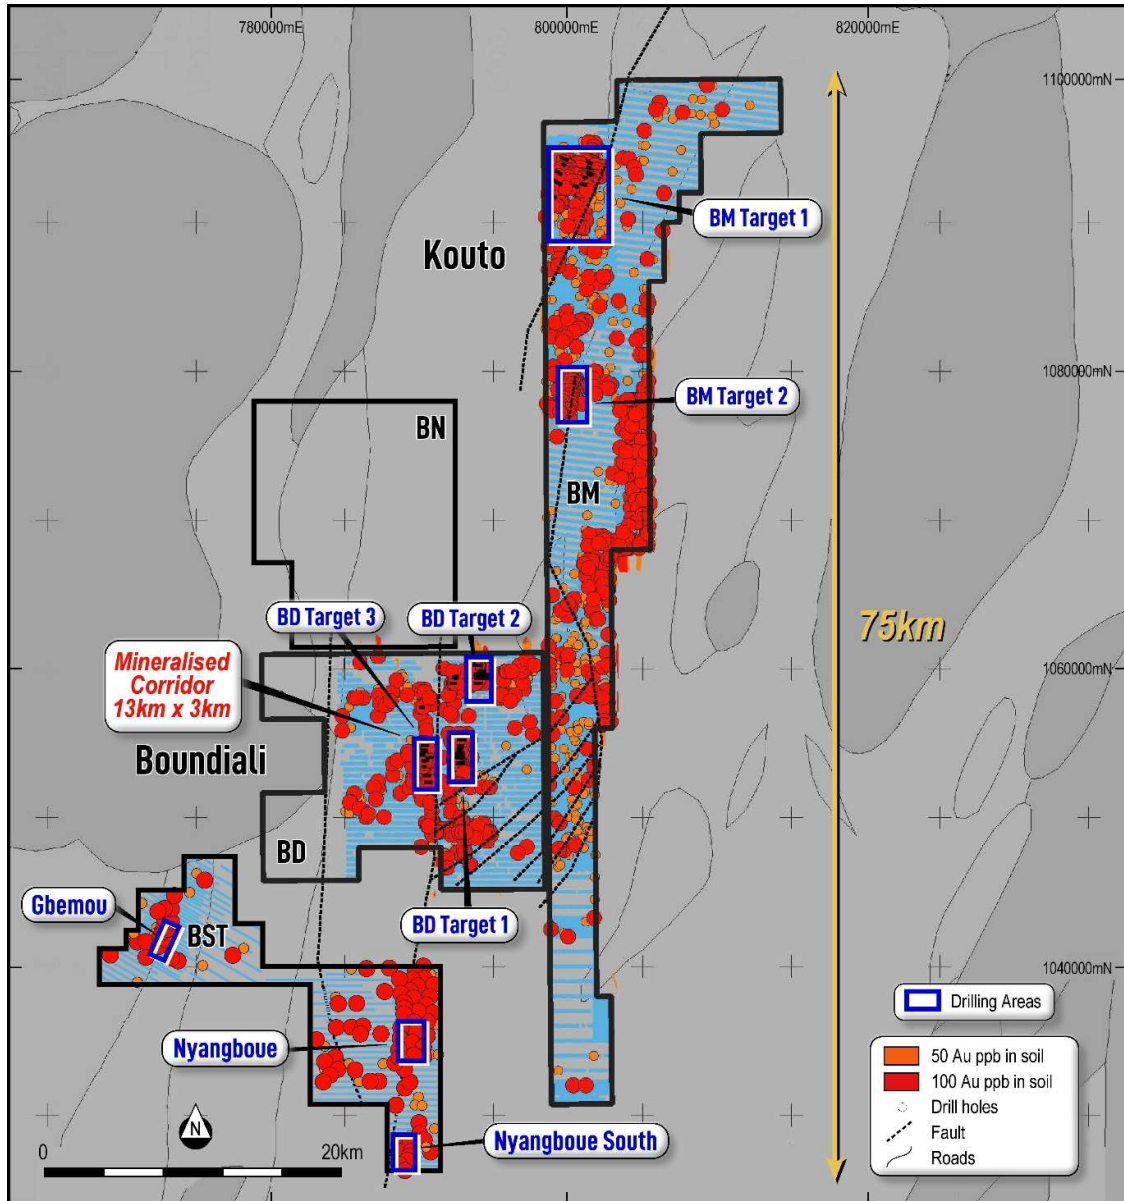 780000mE
800000mE
820000mE
1100000mN
BM Target 1
Kouto
1080000mN
BM Target 2
BN
BM
BD Target 3
BD Target 2
75km
Mineralised
Corridor
13km x 3km
1060000mN
Boundiali
BD
Gbemou
BST
BD Target 1
1040000mN
Drilling Areas
Nyangboue
50 Au ppb in soil
100 Au ppb in soil
Drill holes
Fault
Roads
N
Nyangboue South
0
20km